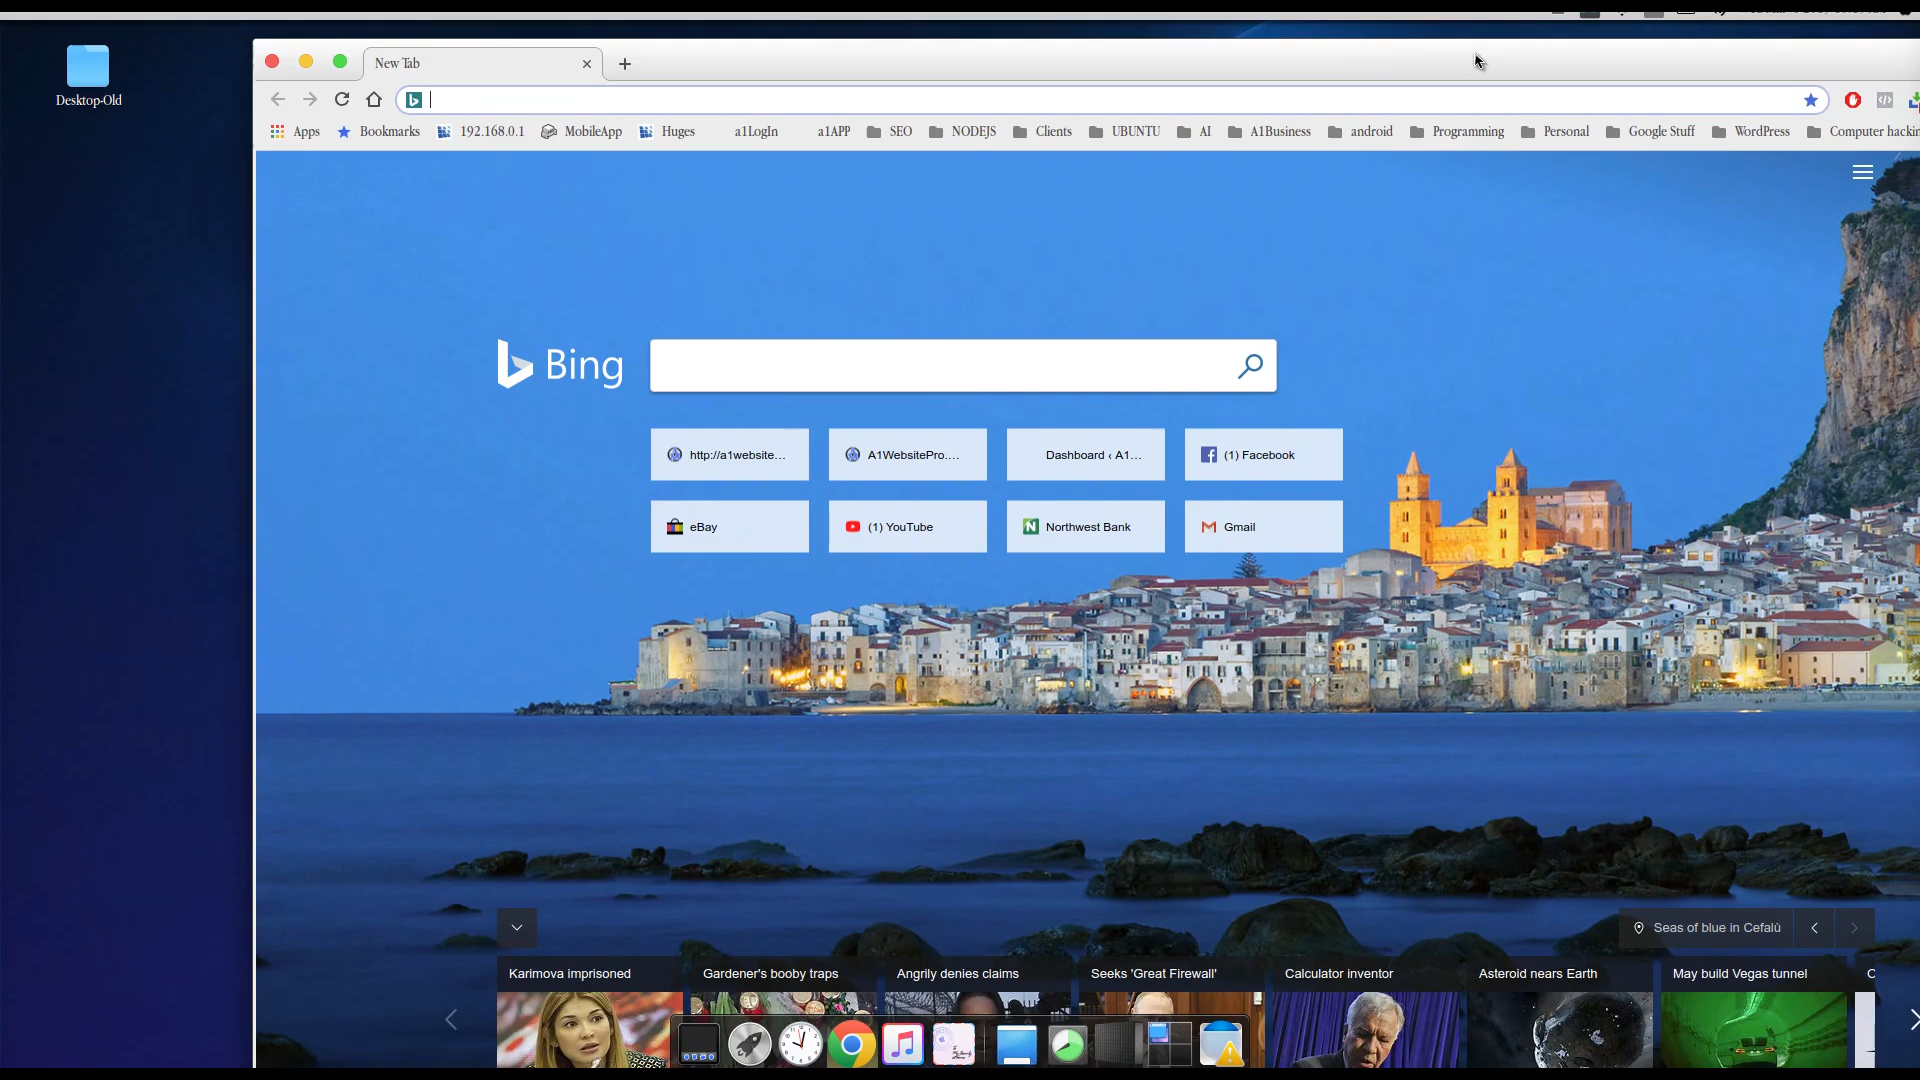 Desktop-Old
New Tab
Apps Bookmarks 192.168.0.1 MobileApp Huges a1LogIn a1APP SEO NODEJS Clients UBUNTU AI A1Business android Programming Personal Google Stuff WordPress Computer hackin
Bing
http://a1website... A1WebsitePro.... Dashboard ‹ A1... (1) Facebook
eBay (1) YouTube Northwest Bank Gmail
Seas of blue in Cefalù
Karimova imprisoned Gardener's booby traps Angrily denies claims Seeks 'Great Firewall' Calculator inventor Asteroid nears Earth May build Vegas tunnel